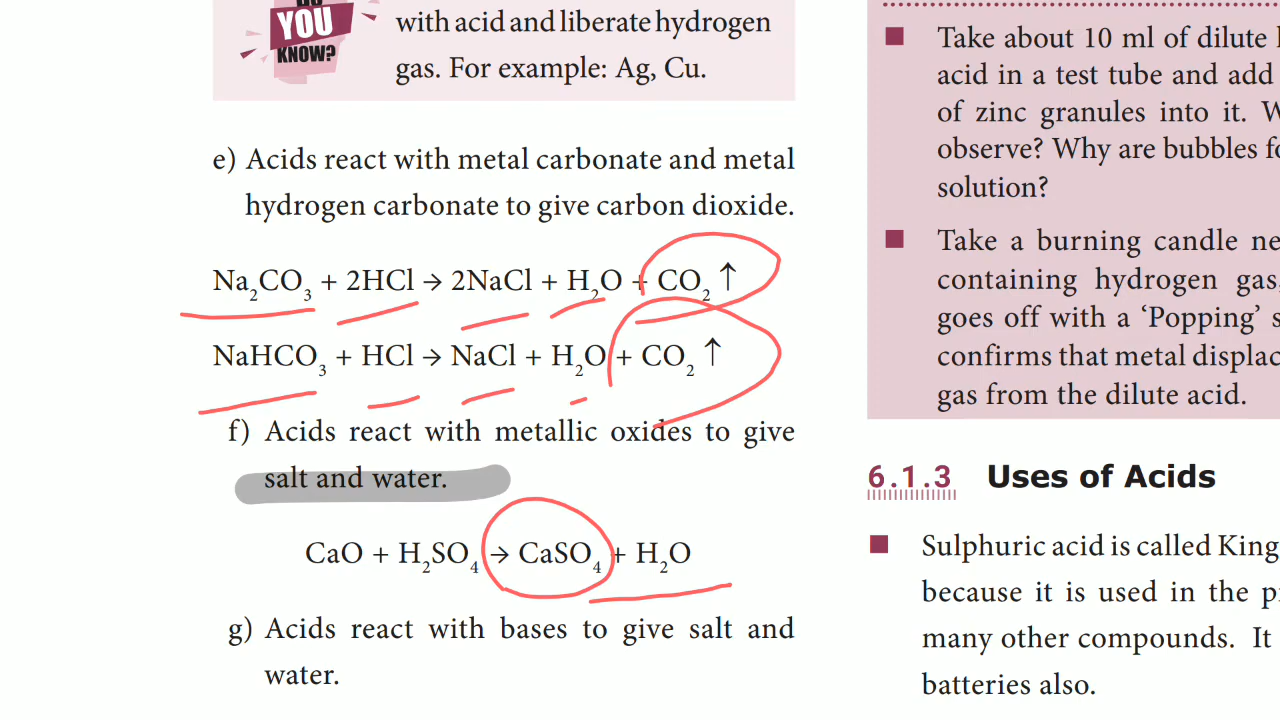 DO
YOU
KNOW?
with acid and liberate hydrogen
gas. For example: Ag, Cu.
e) Acids react with metal carbonate and metal
hydrogen carbonate to give carbon dioxide.
Na₂CO₃ + 2HCl → 2NaCl + H₂O + CO₂ ↑
NaHCO₃ + HCl → NaCl + H₂O + CO₂ ↑
f) Acids react with metallic oxides to give
salt and water.
CaO + H₂SO₄ → CaSO₄ + H₂O
g) Acids react with bases to give salt and
water.
Take about 10 ml of dilute
acid in a test tube and add
of zinc granules into it.
observe? Why are bubbles
solution?
Take a burning candle
containing hydrogen gas,
goes off with a ‘Popping’
confirms that metal
gas from the dilute acid.
6.1.3 Uses of Acids
Sulphuric acid is called King
because it is used in the
many other compounds. It
batteries also.